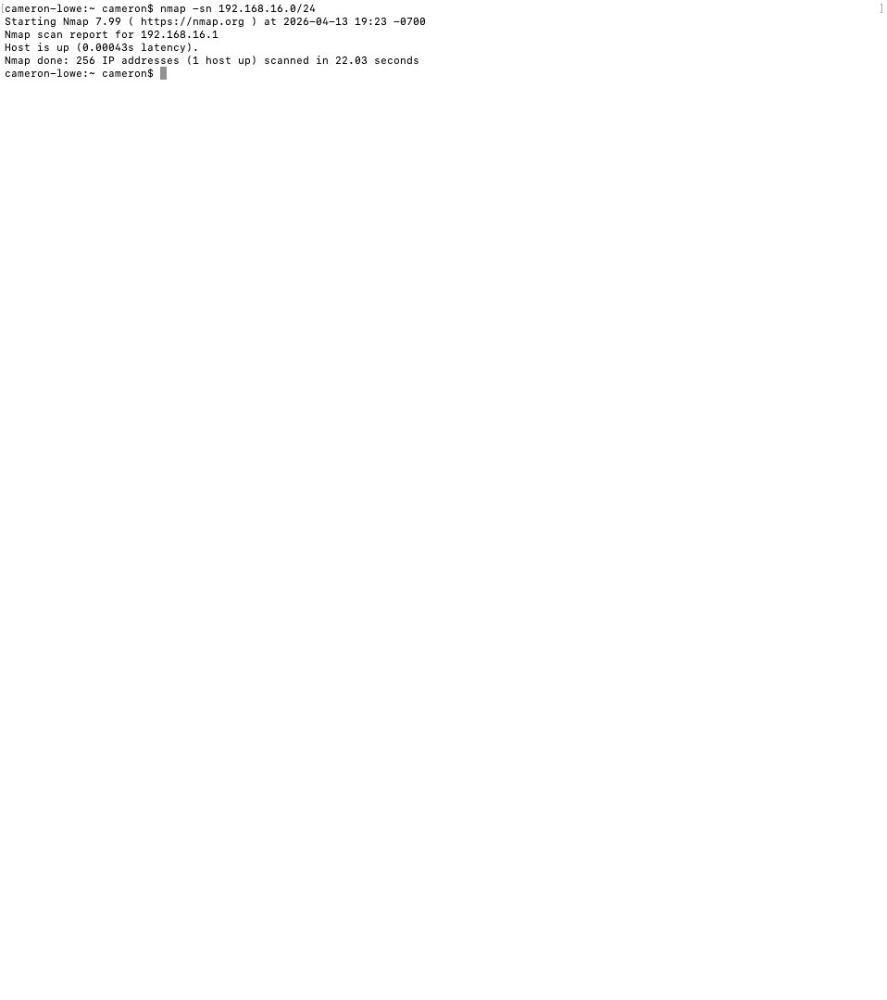 [cameron-lowe:~ cameron$ nmap -sn 192.168.16.0/24 ]
Starting Nmap 7.99 ( https://nmap.org ) at 2026-04-13 19:23 -0700
Nmap scan report for 192.168.16.1
Host is up (0.00043s latency).
Nmap done: 256 IP addresses (1 host up) scanned in 22.03 seconds
cameron-lowe:~ cameron$